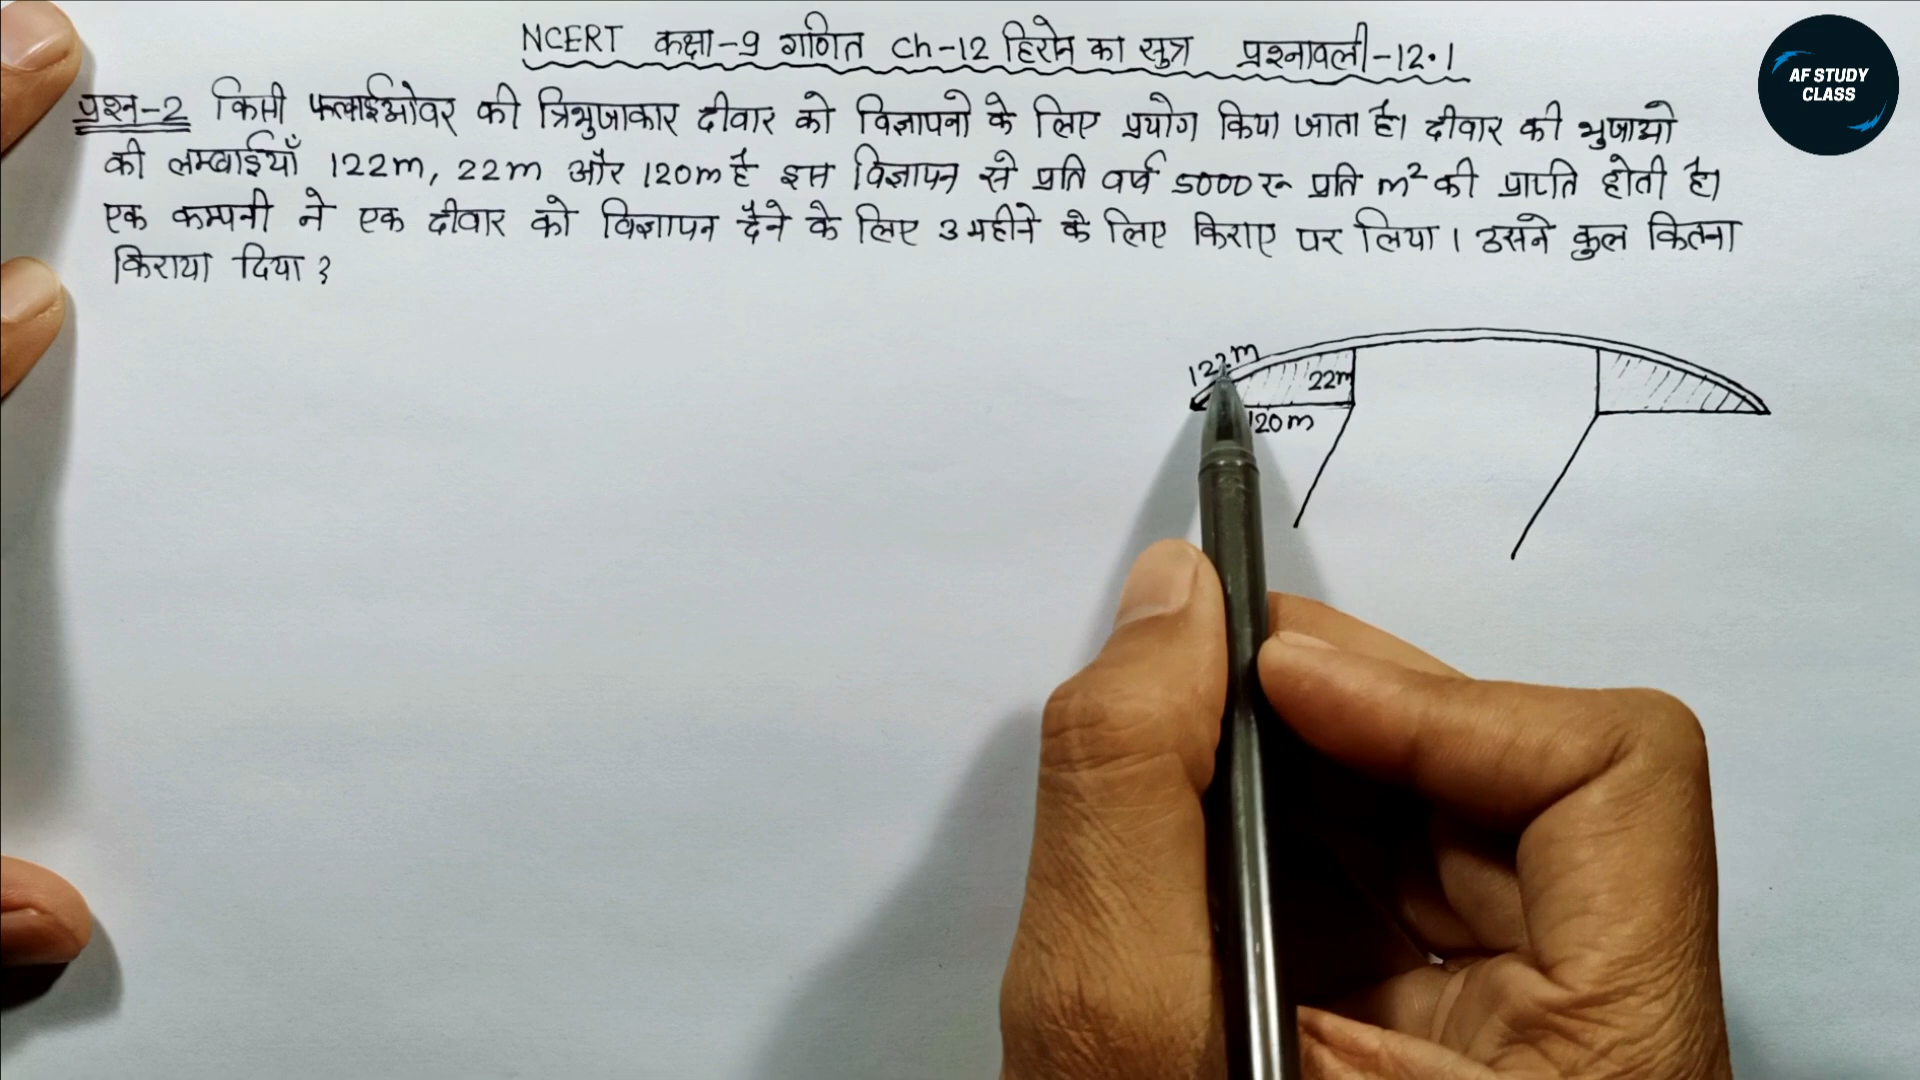 NCERT कक्षा-9 गणित Ch-12 हिरोन का सुत्र प्रश्नावली-12.1
AF STUDY
CLASS
प्रश्न-2 किसी फ्लाईओवर की त्रिभुजाकार दीवार को विज्ञापनो के लिए प्रयोग किया जाता है। दीवार की भुजाओ
की लम्बाईयाँ 122m, 22m और 120m है इस विज्ञापन से प्रति वर्ष 5000 रू प्रति m² की प्राप्ति होती है।
एक कम्पनी ने एक दीवार को विज्ञापन देने के लिए 3 महीने के लिए किराए पर लिया। उसने कुल कितना
किराया दिया ?
122m
22m
120m